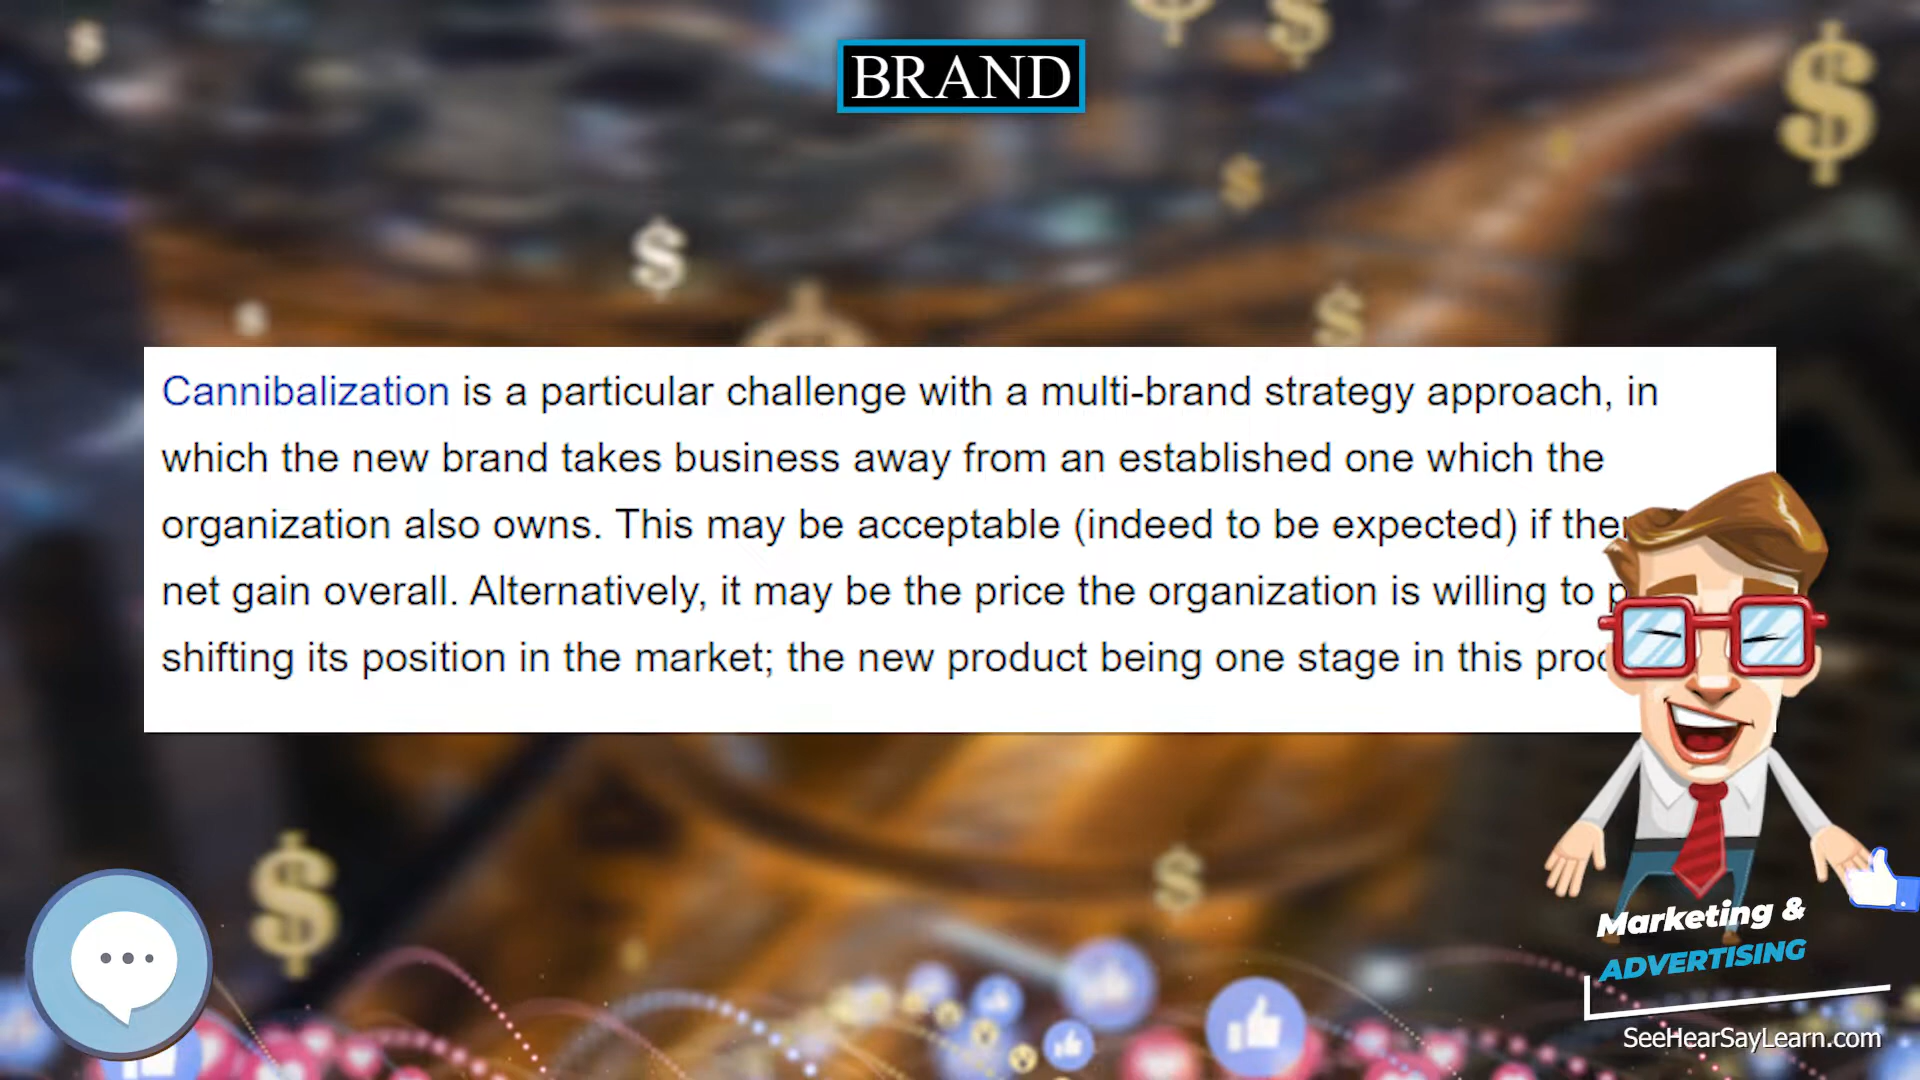 BRAND
Cannibalization is a particular challenge with a multi-brand strategy approach, in
which the new brand takes business away from an established one which the
organization also owns. This may be acceptable (indeed to be expected) if
net gain overall. Alternatively, it may be the price the organization is willing to
shifting its position in the market; the new product being one stage in this
Marketing &
ADVERTISING
SeeHearSayLearn.com